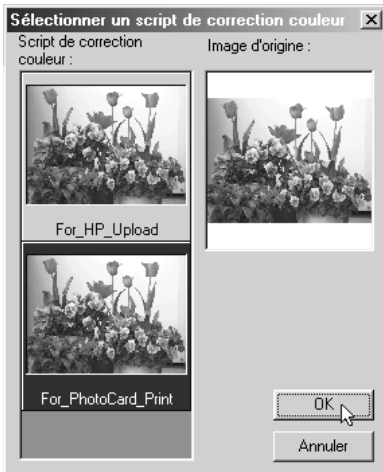 Sélectionner un script de correction couleur
Script de correction
couleur :
Image d'origine :
For_HP_Upload
For_PhotoCard_Print
OK
Annuler